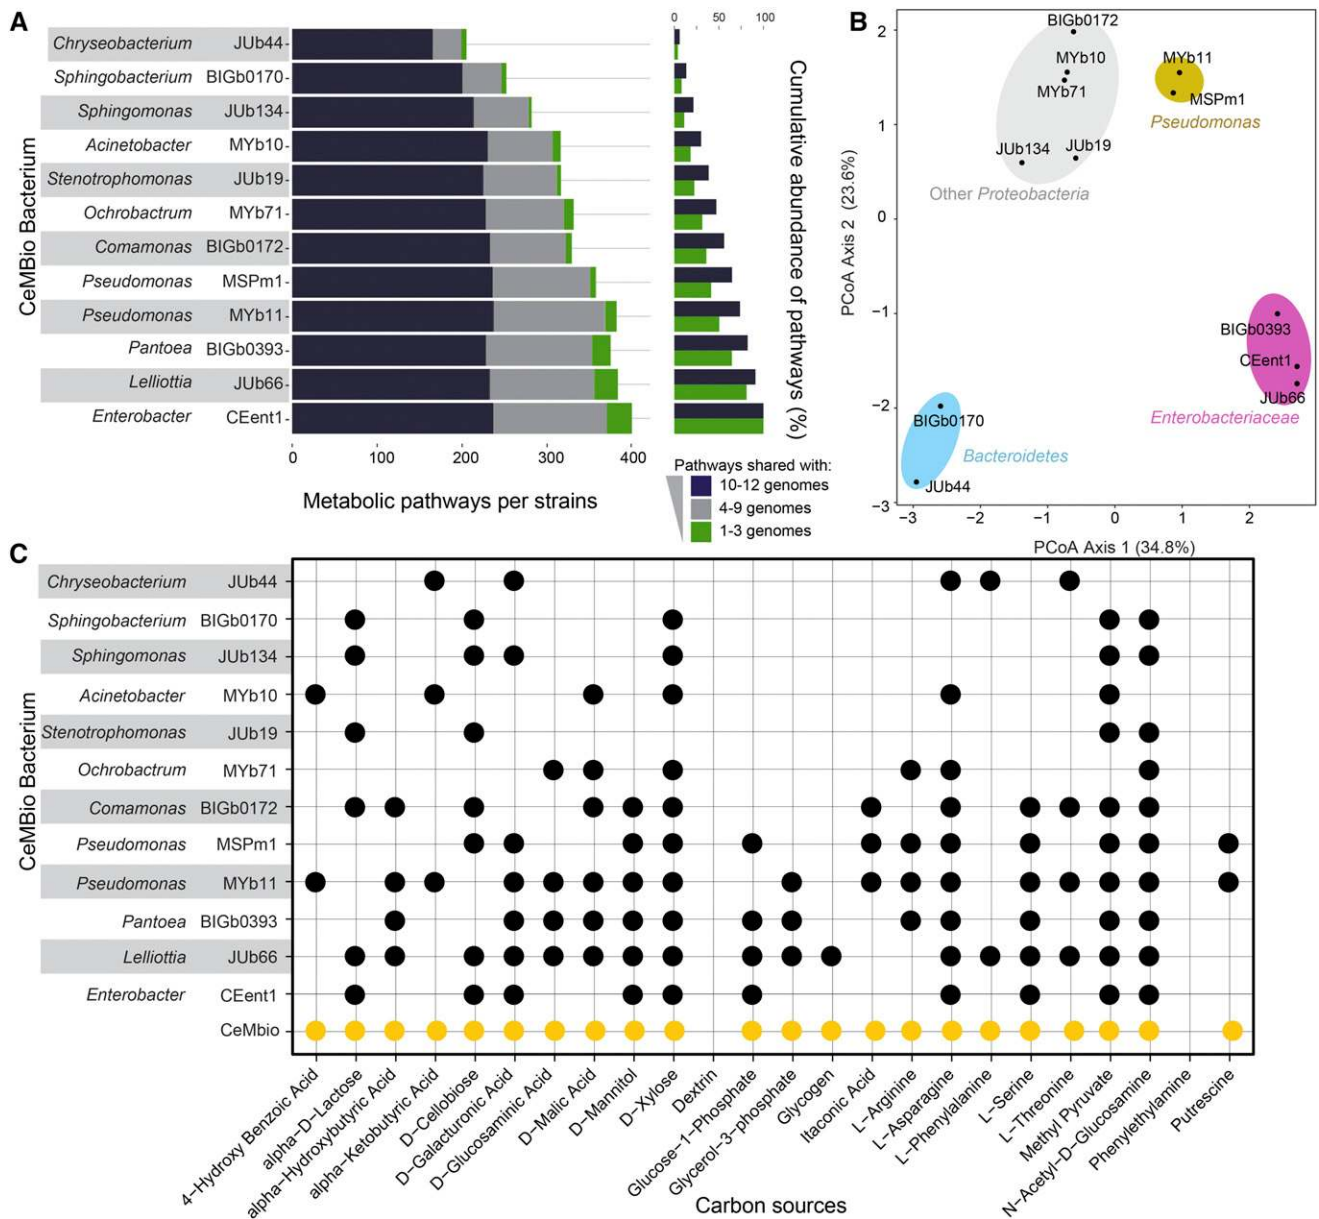 A
CeMBio Bacterium
Chryseobacterium JUb44
Sphingobacterium BIGb0170
Sphingomonas JUb134
Acinetobacter MYb10
Stenotrophomonas JUb19
Ochrobactrum MYb71
Comamonas BIGb0172
Pseudomonas MSPm1
Pseudomonas MYb11
Pantoea BIGb0393
Lelliottia JUb66
Enterobacter CEent1
0 100 200 300 400
Metabolic pathways per strains
0 50 100
Cumulative abundance of pathways (%)
Pathways shared with:
10-12 genomes
4-9 genomes
1-3 genomes
B
PCoA Axis 2 (23.6%)
2
1
0
−1
−2
−3
BIGb0172
MYb10
MYb71
JUb134
JUb19
Other Proteobacteria
MYb11
MSPm1
Pseudomonas
BIGb0393
CEent1
JUb66
Enterobacteriaceae
BIGb0170
Bacteroidetes
JUb44
−3 −2 −1 0 1 2
PCoA Axis 1 (34.8%)
C
CeMBio Bacterium
Chryseobacterium JUb44
Sphingobacterium BIGb0170
Sphingomonas JUb134
Acinetobacter MYb10
Stenotrophomonas JUb19
Ochrobactrum MYb71
Comamonas BIGb0172
Pseudomonas MSPm1
Pseudomonas MYb11
Pantoea BIGb0393
Lelliottia JUb66
Enterobacter CEent1
CeMbio
4−Hydroxy Benzoic Acid
alpha−D−Lactose
alpha−Hydroxybutyric Acid
alpha−Ketobutyric Acid
D−Cellobiose
D−Galacturonic Acid
D−Glucosaminic Acid
D−Malic Acid
D−Mannitol
D−Xylose
Dextrin
Glucose−1−Phosphate
Glycerol−3−phosphate
Glycogen
Itaconic Acid
L−Arginine
L−Asparagine
L−Phenylalanine
L−Serine
L−Threonine
Methyl Pyruvate
N−Acetyl−D−Glucosamine
Phenylethylamine
Putrescine
Carbon sources